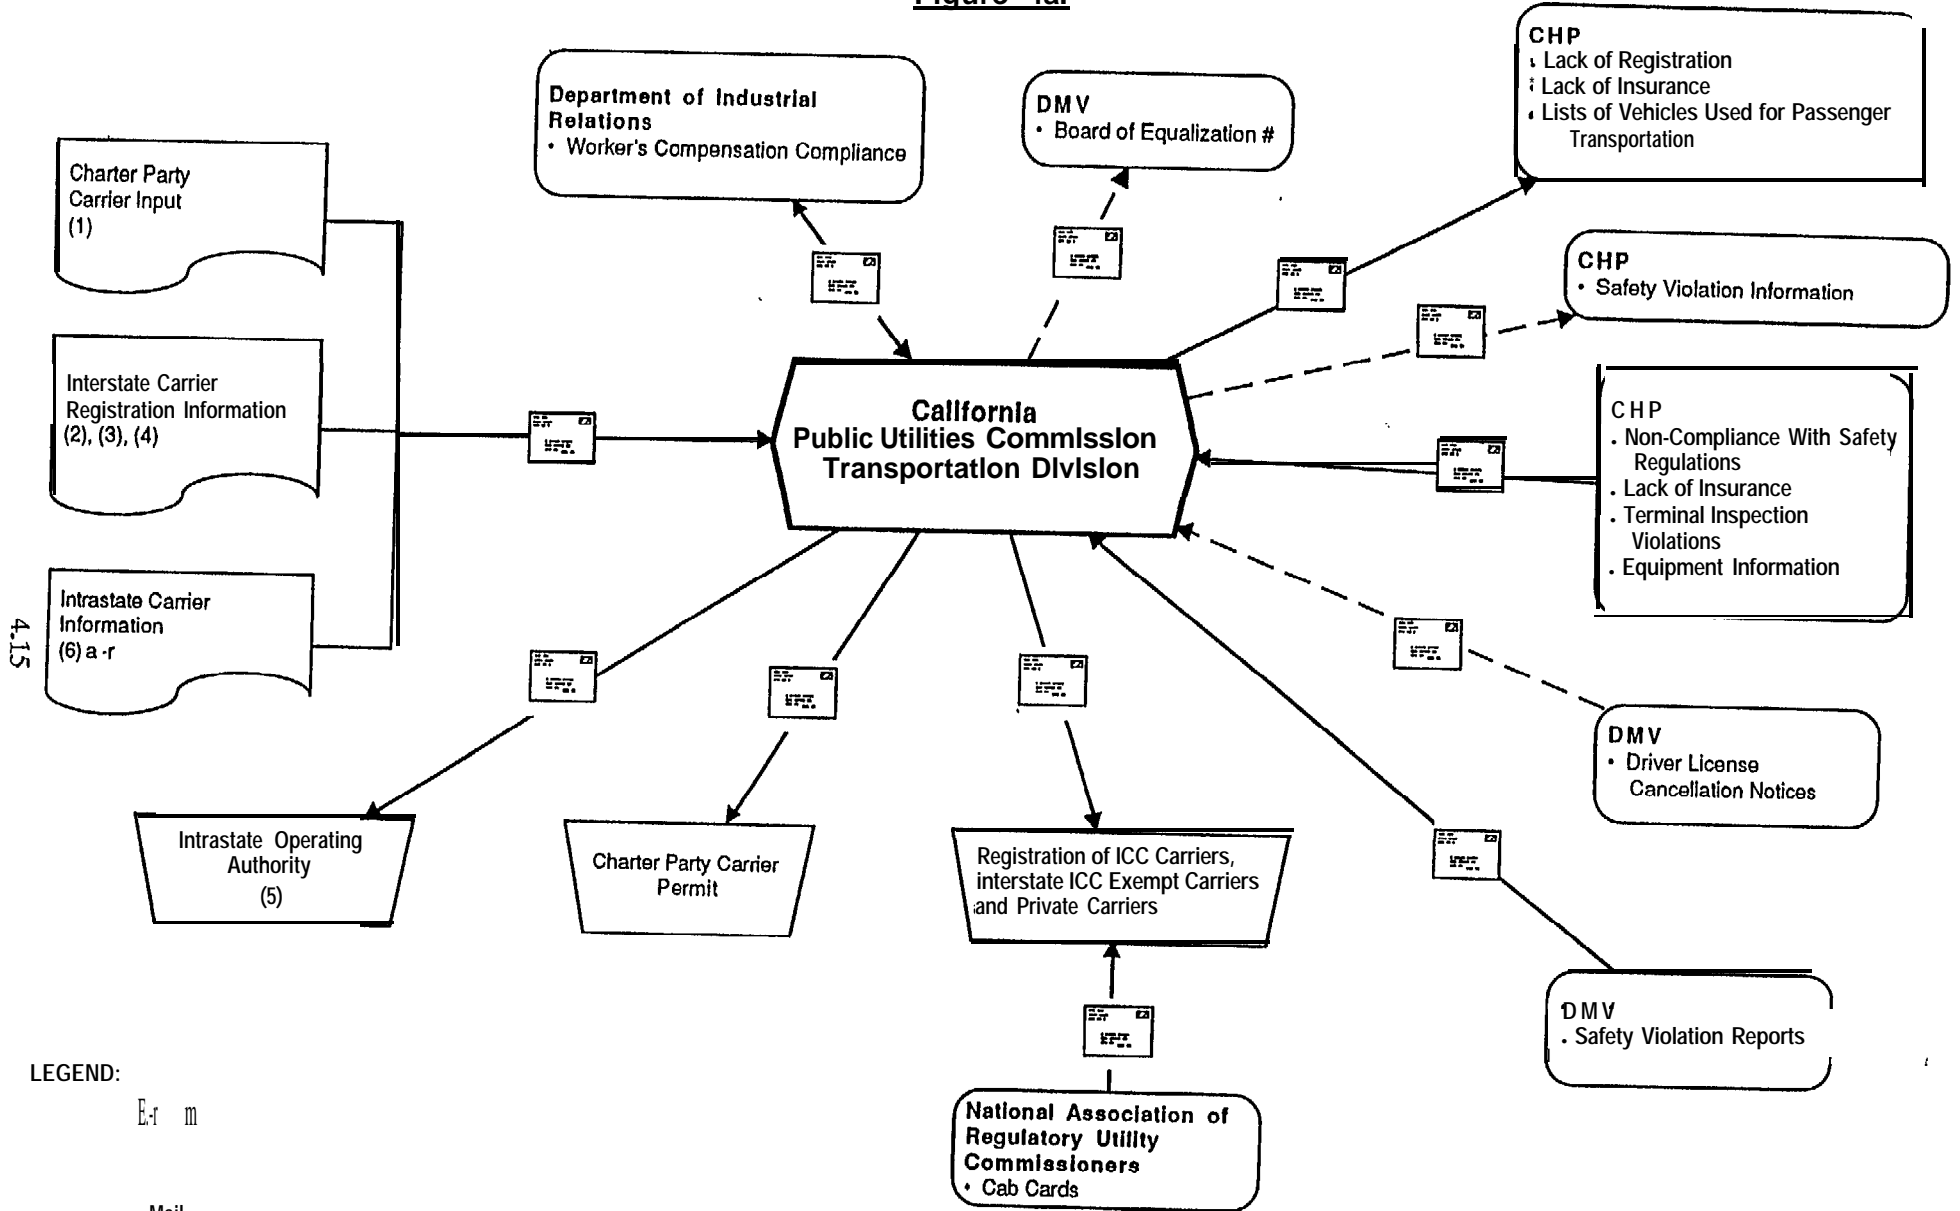 Figure 4a.
Department of Industrial
Relations
• Worker's Compensation Compliance
DMV
• Board of Equalization #
CHP
Lack of Registration
Lack of Insurance
Lists of Vehicles Used for Passenger
Transportation
Charter Party
Carrier Input
(1)
CHP
• Safety Violation Information
Interstate Carrier
Registration Information
(2), (3), (4)
California
Public Utilities Commission
Transportation Division
CHP
. Non-Compliance With Safety
Regulations
. Lack of Insurance
. Terminal Inspection
Violations
. Equipment Information
Intrastate Carrier
Information
(6) a -r
4.15
DMV
• Driver License
Cancellation Notices
Intrastate Operating
Authority
(5)
Charter Party Carrier
Permit
Registration of ICC Carriers,
interstate ICC Exempt Carriers
and Private Carriers
DMV
. Safety Violation Reports
National Association of
Regulatory Utility
Commissioners
• Cab Cards
LEGEND:
Mail